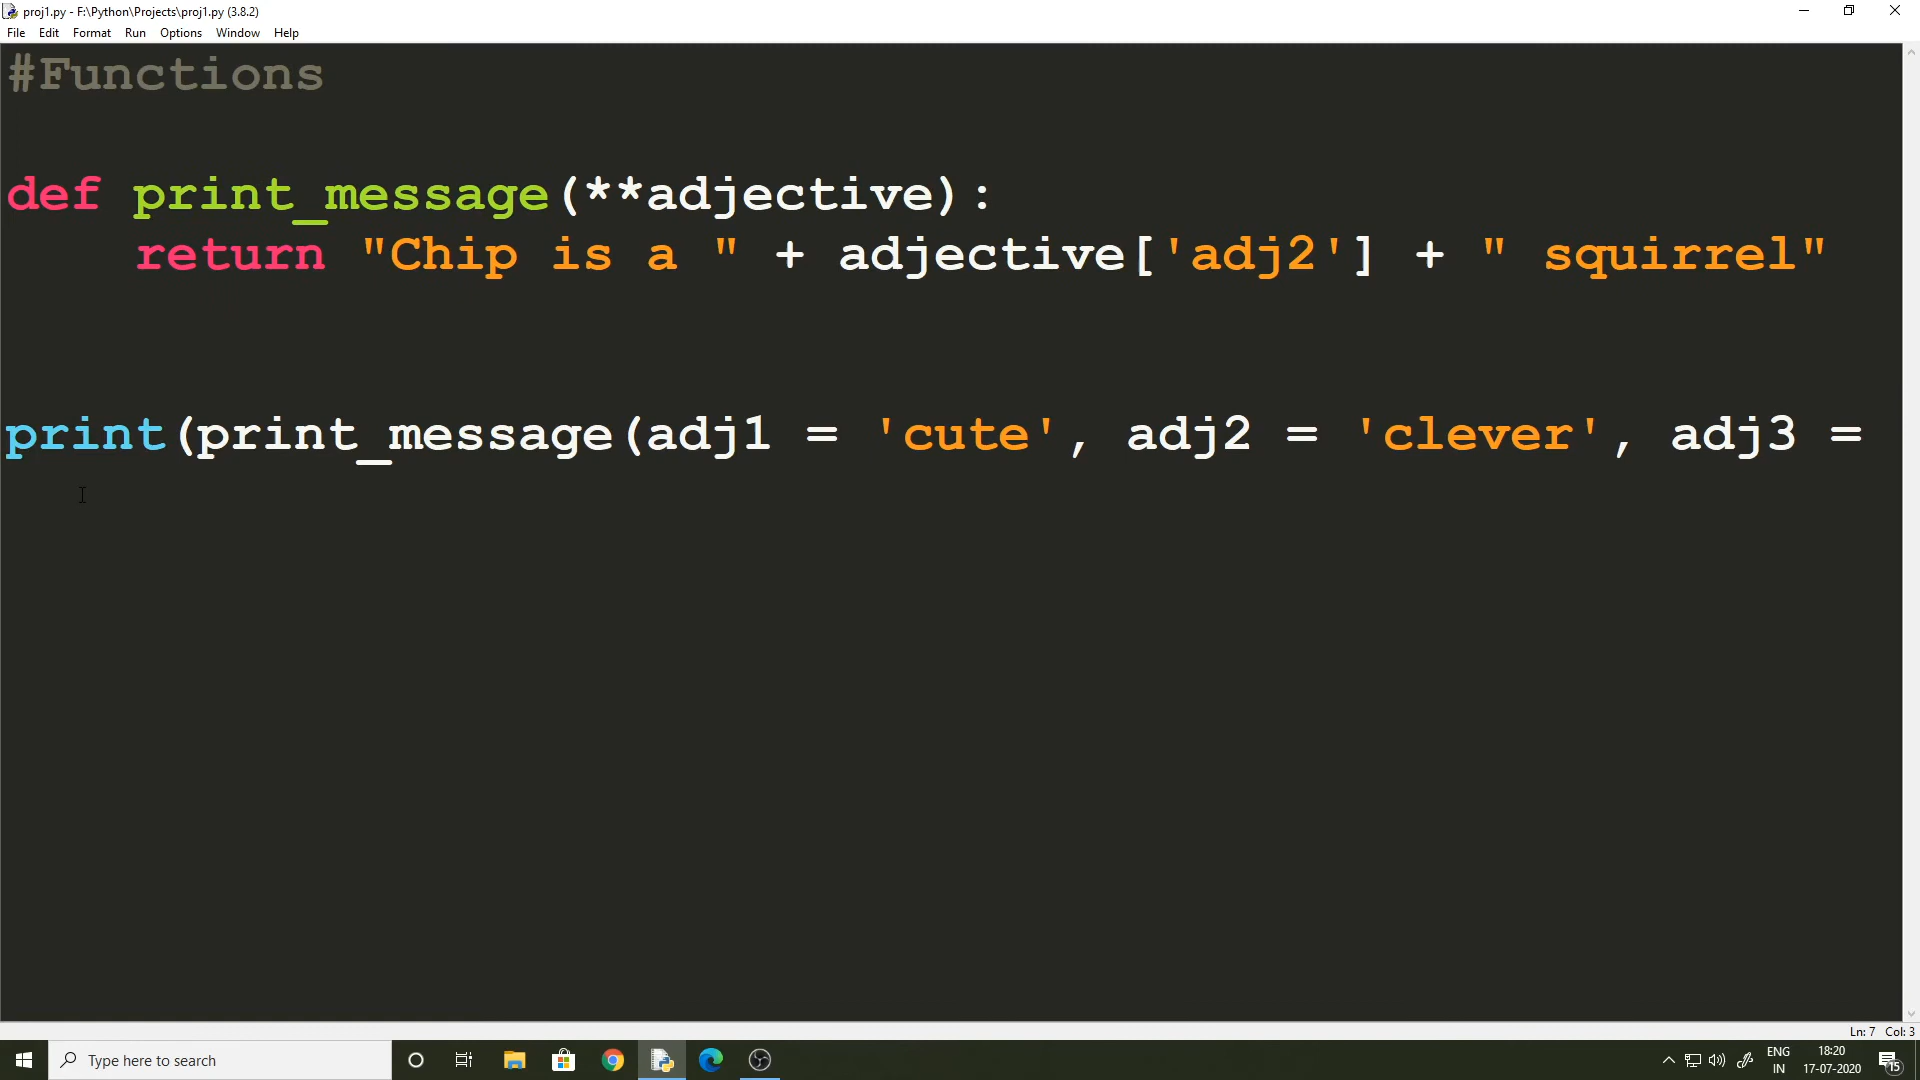 proj1.py - F:\Python\Projects\proj1.py (3.8.2)
File Edit Format Run Options Window Help
#Functions
def print_message(**adjective):
    return "Chip is a " + adjective['adj2'] + " squirrel"
print(print_message(adj1 = 'cute', adj2 = 'clever', adj3 =
Ln: 7 Col: 3
Type here to search
ENG
IN
18:20
17-07-2020
15